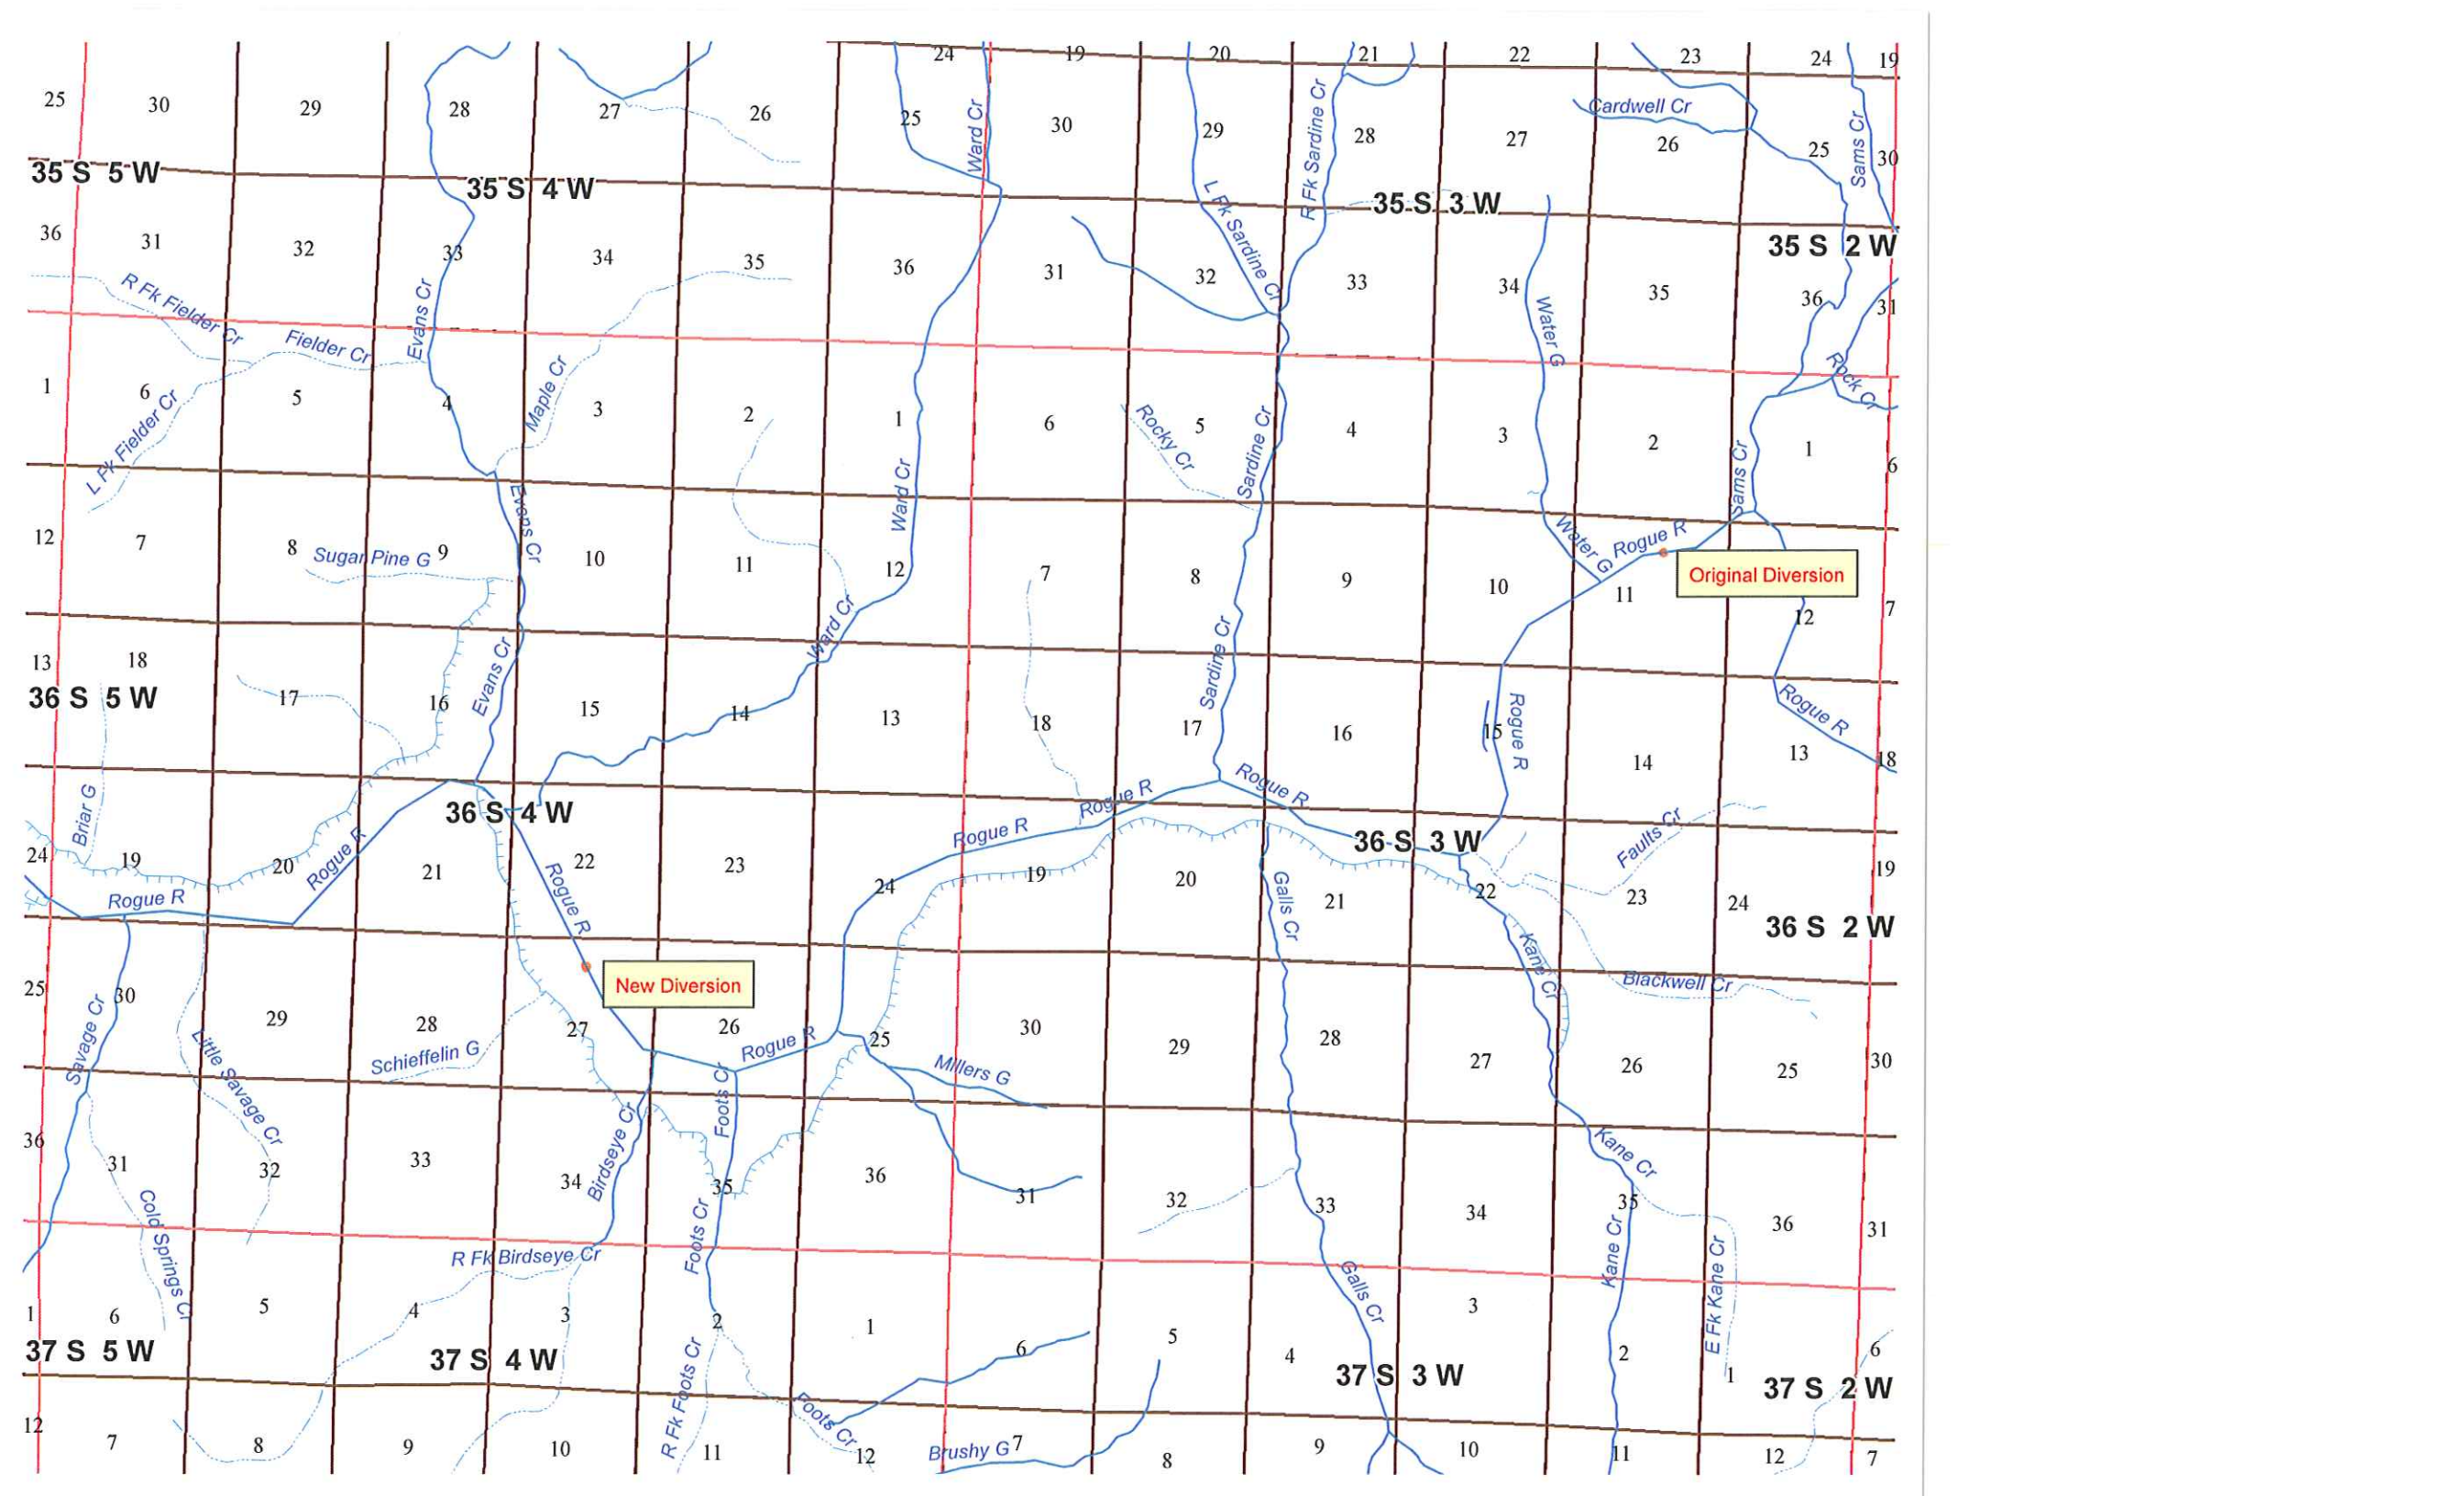 24 19 20 21 22 23 24 19
25 30 29 28 27 26 25 Ward Cr 30 29 R Fk Sardine Cr 28 27 Cardwell Cr 26 25 Sams Cr 30
35 S 5 W 35 S 4 W L Fk Sardine Cr 35 S 3 W 35 S 2 W
36 31 32 33 34 35 36 31 32 33 34 35 36 31
R Fk Fielder Cr Fielder Cr Evans Cr Maple Cr Water G Rock Cr
1 6 5 4 3 2 1 6 5 4 3 2 1 6
L Fk Fielder Cr Evans Cr Ward Cr Rocky Cr Sardine Cr Sams Cr
12 7 8 9 10 11 12 7 8 9 10 11 12 7
Sugar Pine G Water G Rogue R
Original Diversion
Evans Cr Ward Cr Sardine Cr
13 18 17 16 15 14 13 18 17 16 15 14 13 18
36 S 5 W Rogue R Rogue R
Briar G 36 S 4 W Rogue R Rogue R Rogue R 36 S 3 W Faults Cr
24 19 20 21 22 23 24 19 20 21 22 23 24 19
Rogue R Rogue R Rogue R Galls Cr Kane Cr 36 S 2 W
New Diversion
Blackwell Cr
25 30 29 28 27 26 25 30 29 28 27 26 25 30
Savage Cr Little Savage Cr Schieffelin G Rogue R Millers G
Birdseye Cr Foots Cr Kane Cr
36 31 32 33 34 35 36 31 32 33 34 35 36 31
Cold Springs Cr R Fk Birdseye Cr Foots Cr Galls Cr Kane Cr E Fk Kane Cr
1 6 5 4 3 2 1 6 5 4 3 2 1 6
37 S 5 W 37 S 4 W 37 S 3 W 37 S 2 W
R Fk Foots Cr Foots Cr Brushy G
12 7 8 9 10 11 12 7 8 9 10 11 12 7